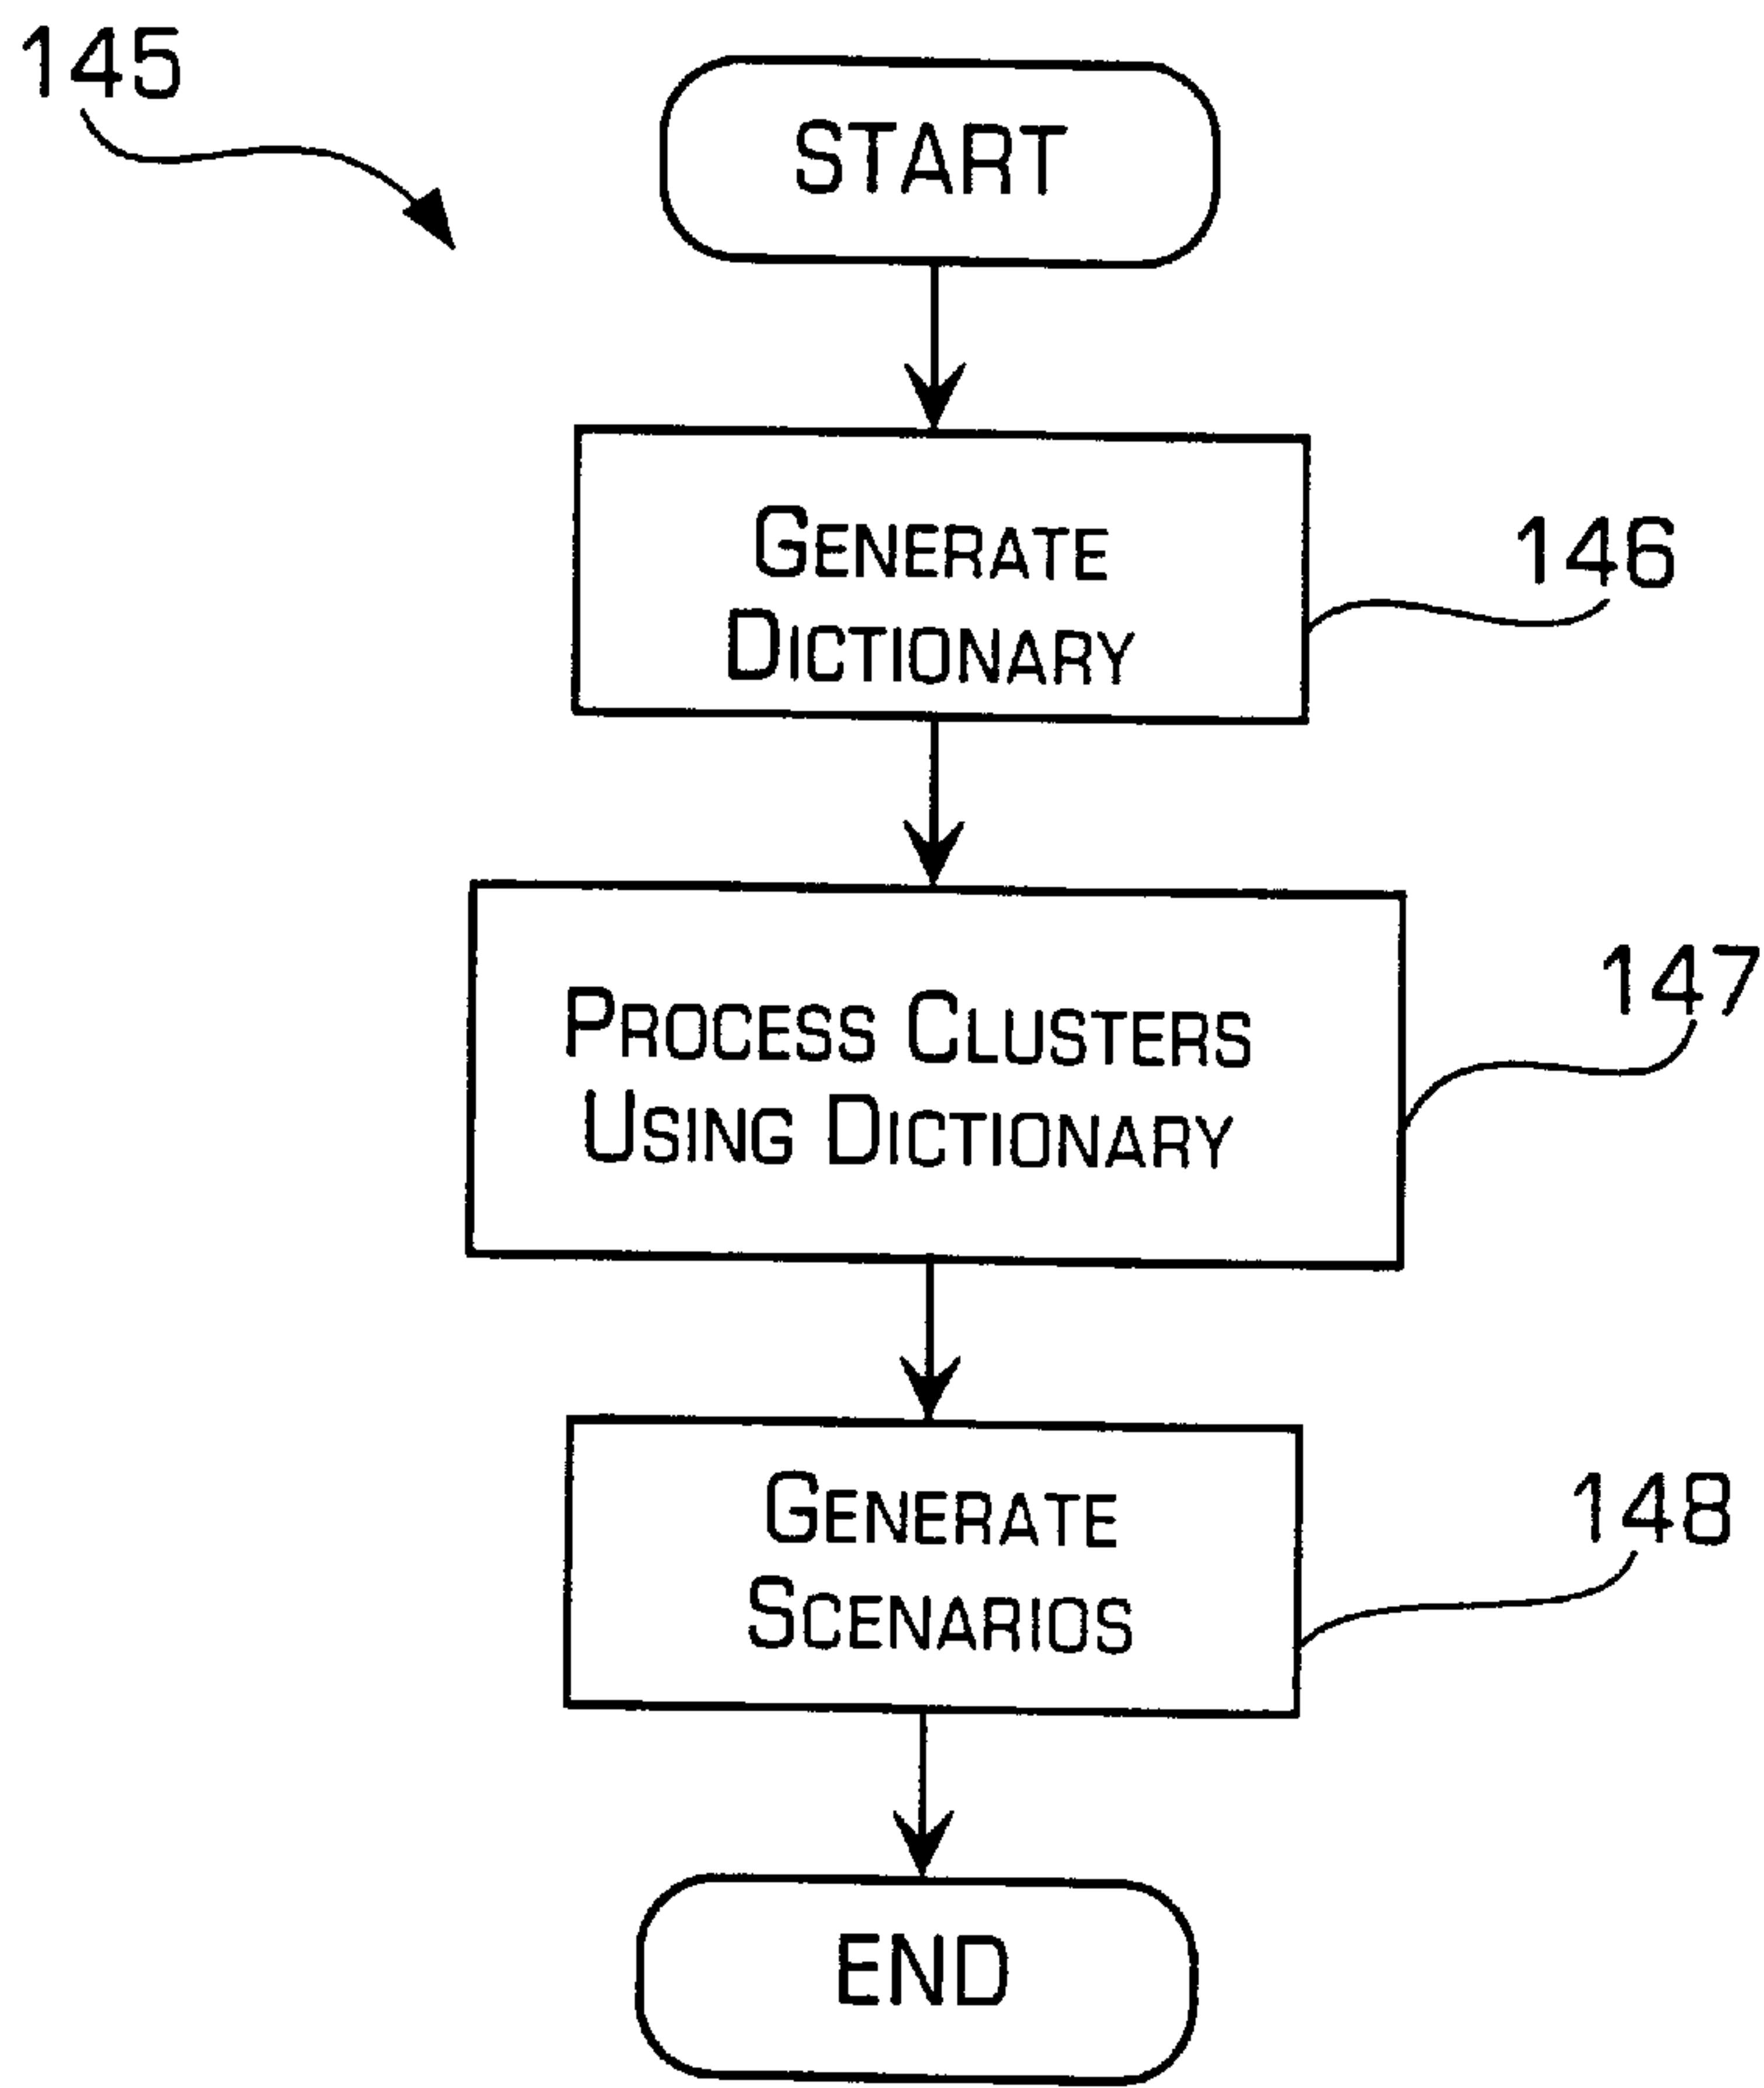 145
START
GENERATE
DICTIONARY
146
PROCESS CLUSTERS
USING DICTIONARY
147
GENERATE
SCENARIOS
148
END